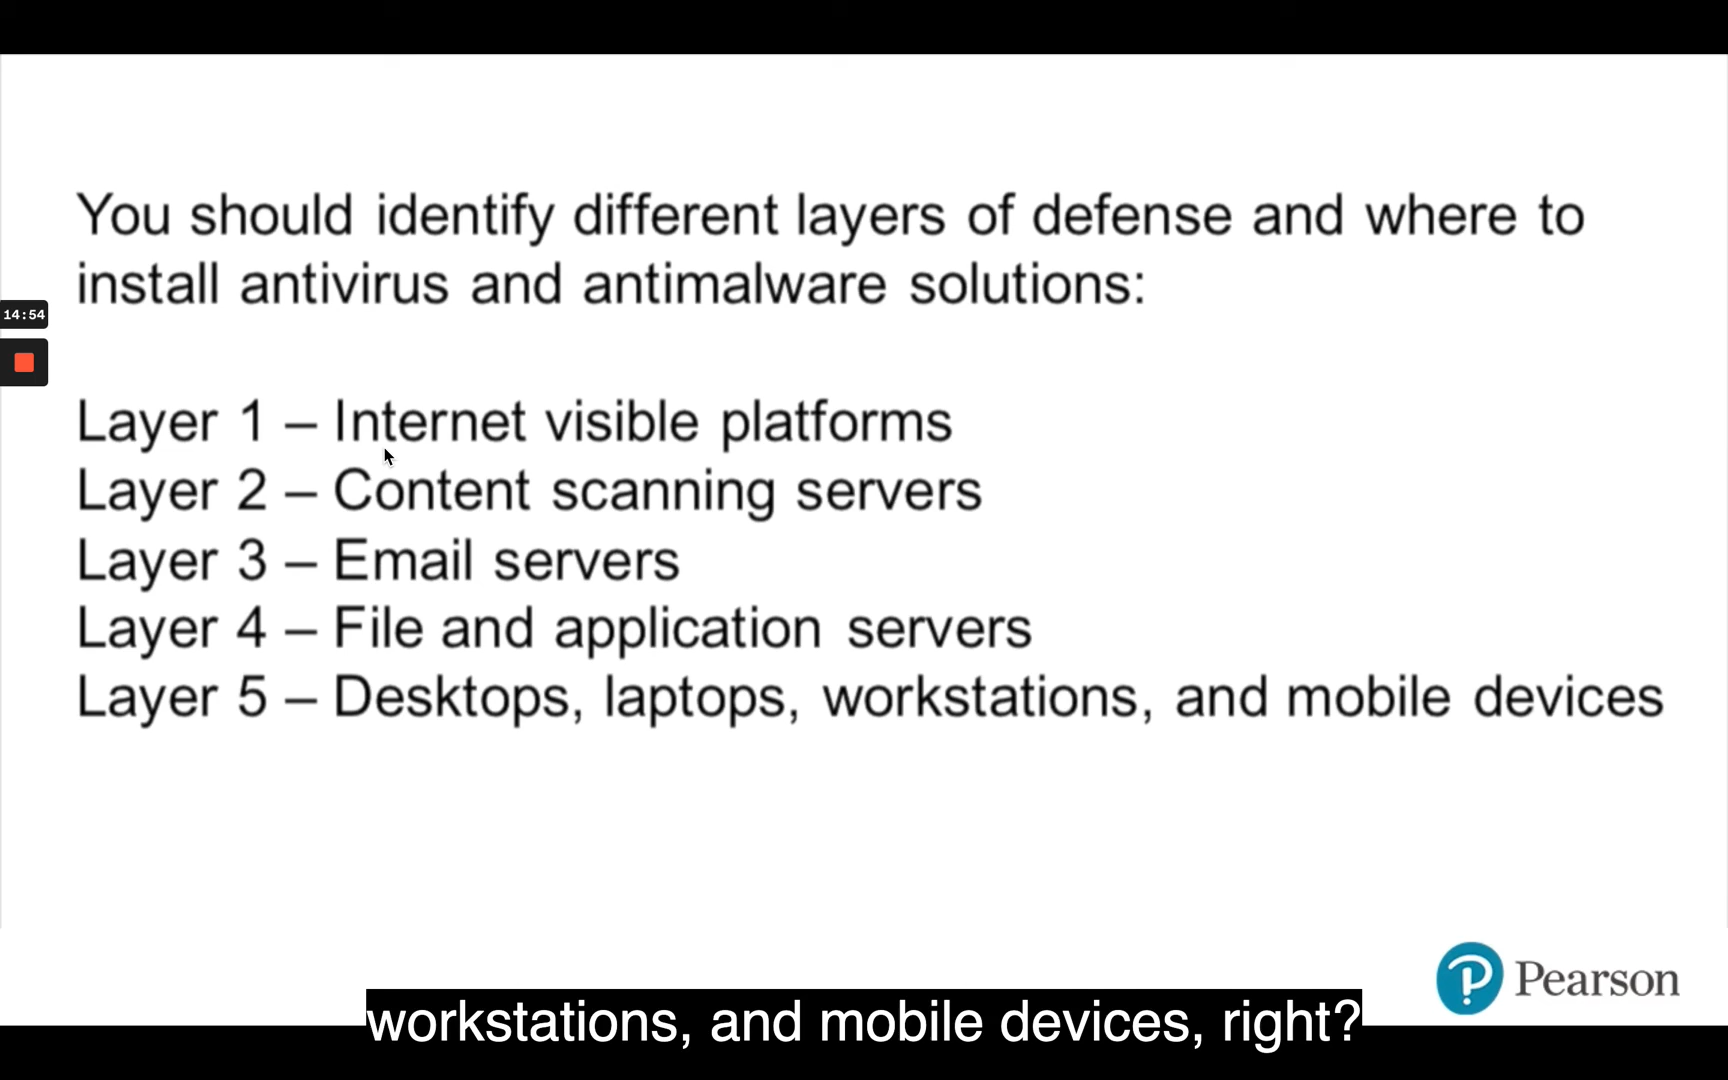 You should identify different layers of defense and where to
install antivirus and antimalware solutions:
14:54
Layer 1 – Internet visible platforms
Layer 2 – Content scanning servers
Layer 3 – Email servers
Layer 4 – File and application servers
Layer 5 – Desktops, laptops, workstations, and mobile devices
Pearson
workstations, and mobile devices, right?